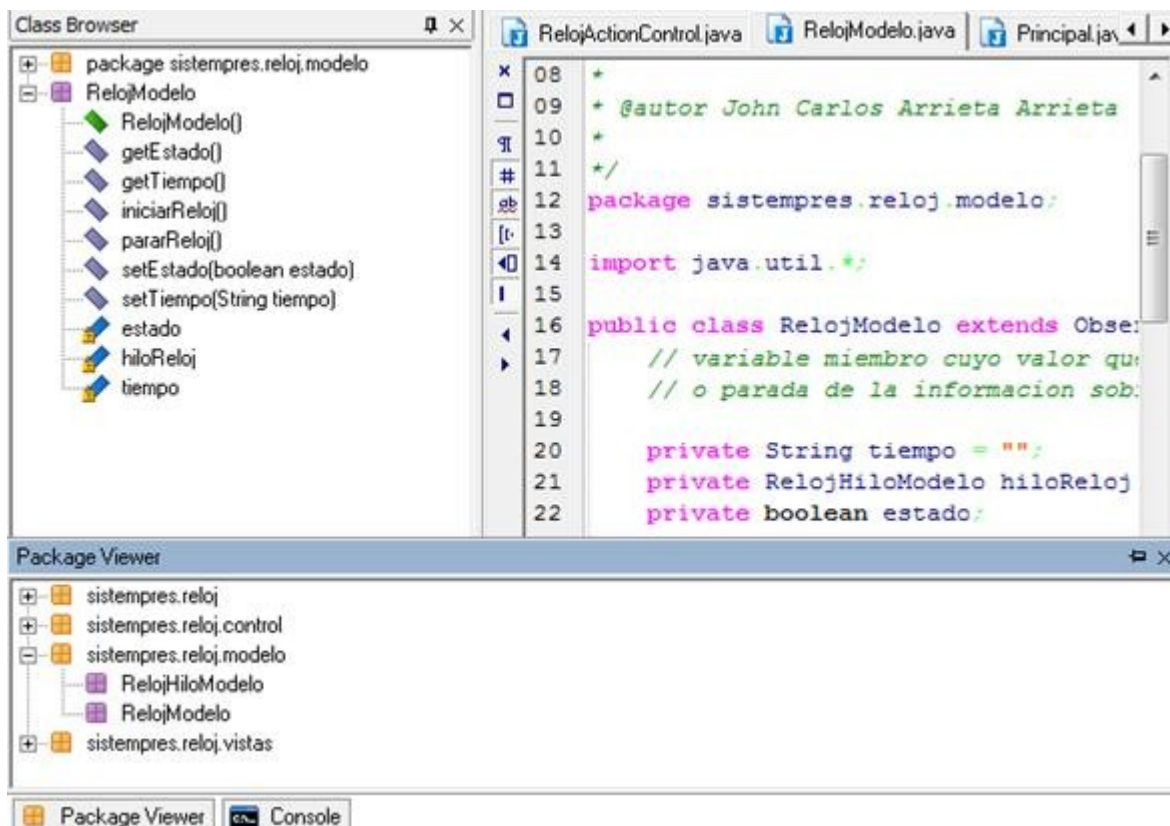 Class Browser
package sistempres.reloj.modelo
RelojModelo
RelojModelo()
getEstado()
getTiempo()
iniciarReloj()
pararReloj()
setEstado(boolean estado)
setTiempo(String tiempo)
estado
hiloReloj
tiempo
RelojActionControl.java RelojModelo.java Principal.jav
08 *
09 * @autor John Carlos Arrieta Arrieta
10 *
11 */
12 package sistempres.reloj.modelo;
13
14 import java.util.*;
15
16 public class RelojModelo extends Obser
17 // variable miembro cuyo valor que
18 // o parada de la informacion sob
19
20 private String tiempo = "";
21 private RelojHiloModelo hiloReloj
22 private boolean estado;
Package Viewer
sistempres.reloj
sistempres.reloj.control
sistempres.reloj.modelo
RelojHiloModelo
RelojModelo
sistempres.reloj.vistas
Package Viewer Console